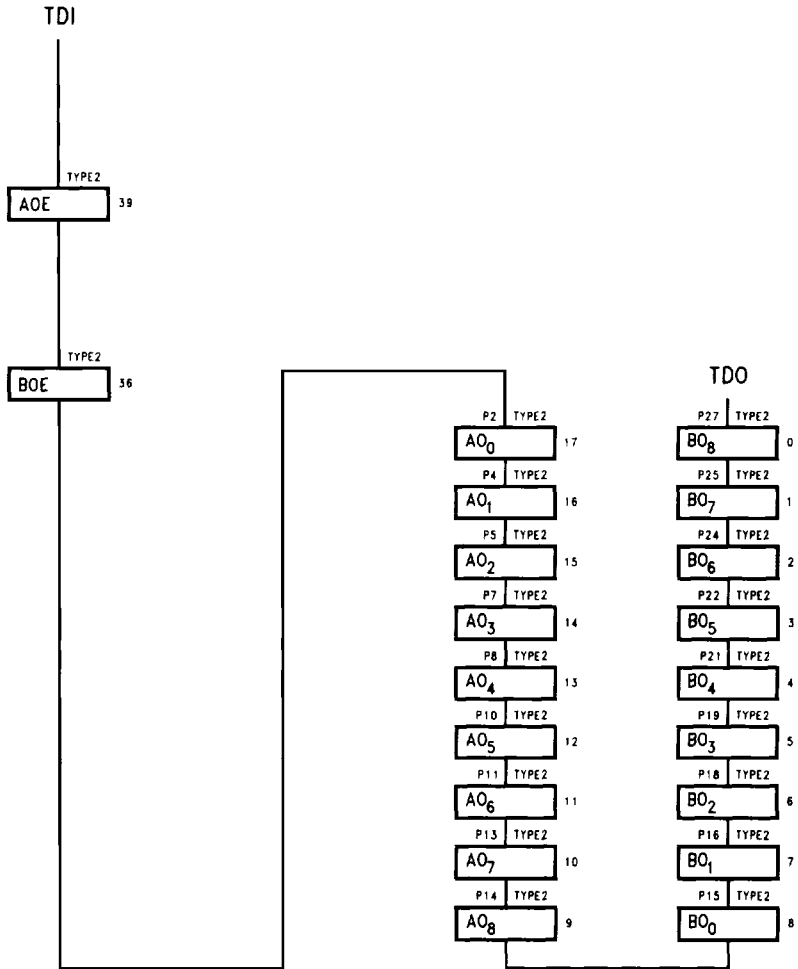 TDI
TYPE2
AOE 39
TYPE2
BOE 36
P2 TYPE2
AO0 17
P4 TYPE2
AO1 16
P5 TYPE2
AO2 15
P7 TYPE2
AO3 14
P8 TYPE2
AO4 13
P10 TYPE2
AO5 12
P11 TYPE2
AO6 11
P13 TYPE2
AO7 10
P14 TYPE2
AO8 9
TDO
P27 TYPE2
BO8 0
P25 TYPE2
BO7 1
P24 TYPE2
BO6 2
P22 TYPE2
BO5 3
P21 TYPE2
BO4 4
P19 TYPE2
BO3 5
P18 TYPE2
BO2 6
P16 TYPE2
BO1 7
P15 TYPE2
BO0 8